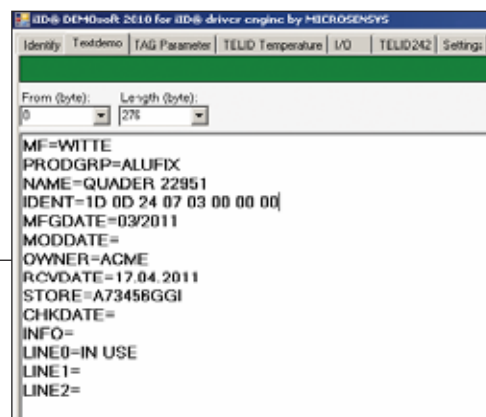 iID® DEMOsoft 2010 for iID® driver engine by MICROSENSYS
Identify Textdemo TAG Parameter TELID Temperature I/O TELID242 Settings
From (byte): Length (byte):
0 276
MF=WITTE
PRODGRP=ALUFIX
NAME=QUADER 22951
IDENT=1D 0D 24 07 03 00 00 00
MFGDATE=03/2011
MODDATE=
OWNER=ACME
RCVDATE=17.04.2011
STORE=A73456GGI
CHKDATE=
INFO=
LINE0=IN USE
LINE1=
LINE2=